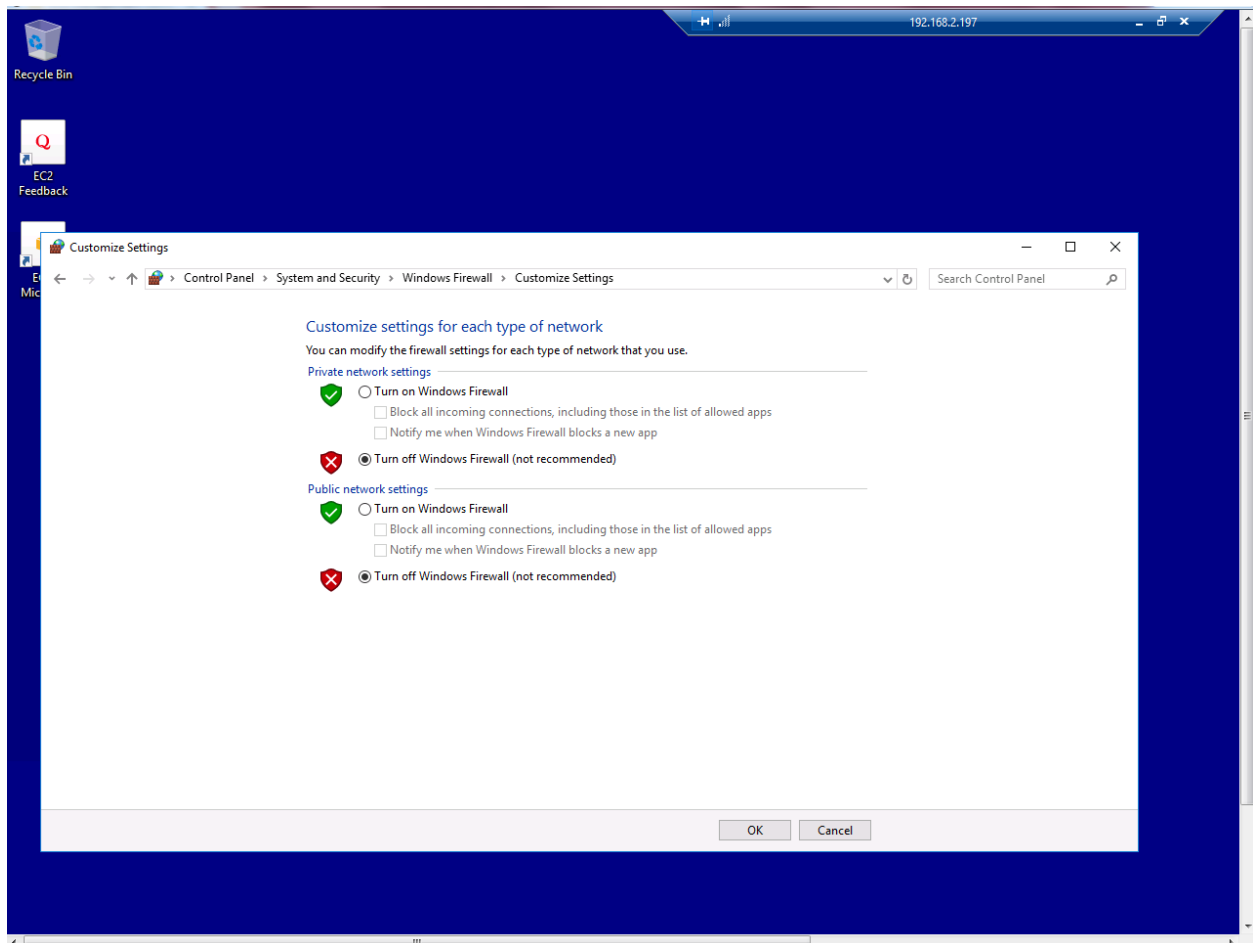 192.168.2.197
Recycle Bin
Q
EC2
Feedback
Customize Settings
Control Panel > System and Security > Windows Firewall > Customize Settings
Search Control Panel
Customize settings for each type of network
You can modify the firewall settings for each type of network that you use.
Private network settings
Turn on Windows Firewall
Block all incoming connections, including those in the list of allowed apps
Notify me when Windows Firewall blocks a new app
Turn off Windows Firewall (not recommended)
Public network settings
Turn on Windows Firewall
Block all incoming connections, including those in the list of allowed apps
Notify me when Windows Firewall blocks a new app
Turn off Windows Firewall (not recommended)
OK
Cancel